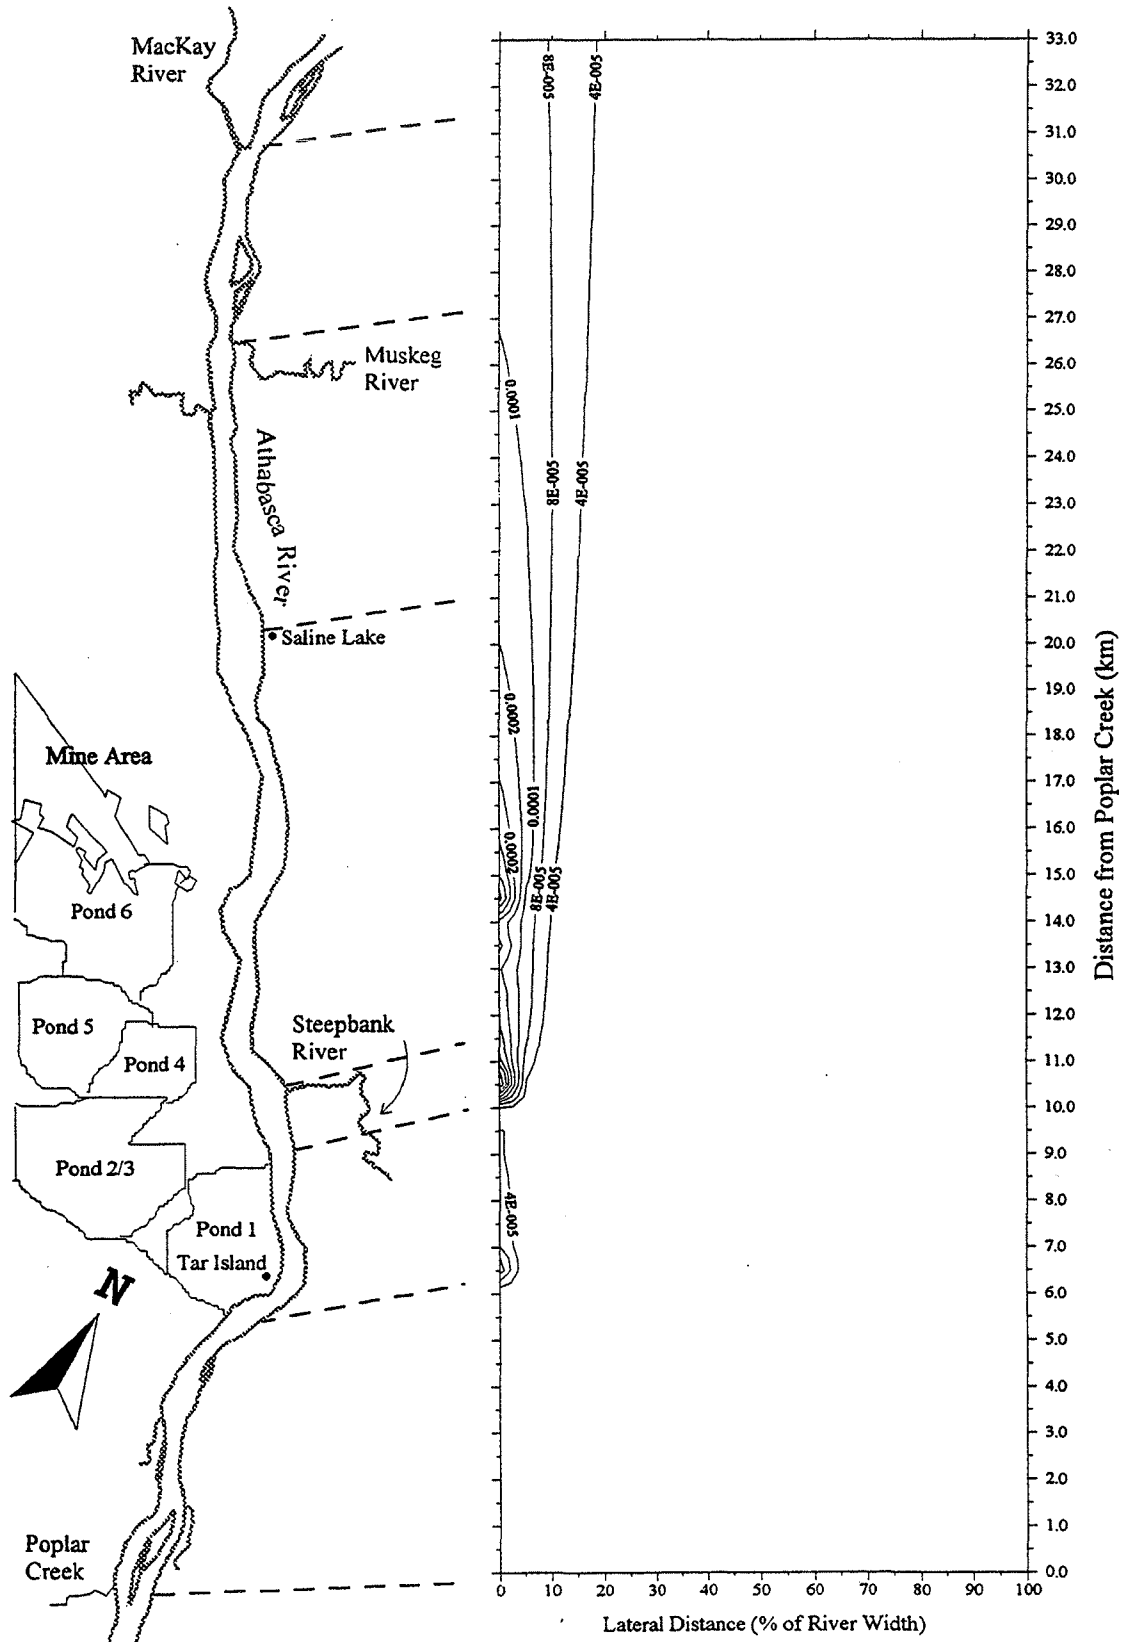 MacKay
River
Muskeg
River
Athabasca River
Saline Lake
Mine Area
Pond 6
Pond 5
Pond 4
Steepbank
River
Pond 2/3
Pond 1
Tar Island
N
Poplar
Creek
8E-005
4E-005
0.0001
8E-005
4E-005
0.0002
0.0001
0.0002
8E-005
4E-005
4E-005
33.0
32.0
31.0
30.0
29.0
28.0
27.0
26.0
25.0
24.0
23.0
22.0
21.0
20.0
19.0
18.0
17.0
16.0
15.0
14.0
13.0
12.0
11.0
10.0
9.0
8.0
7.0
6.0
5.0
4.0
3.0
2.0
1.0
0.0
Distance from Poplar Creek (km)
0 10 20 30 40 50 60 70 80 90 100
Lateral Distance (% of River Width)